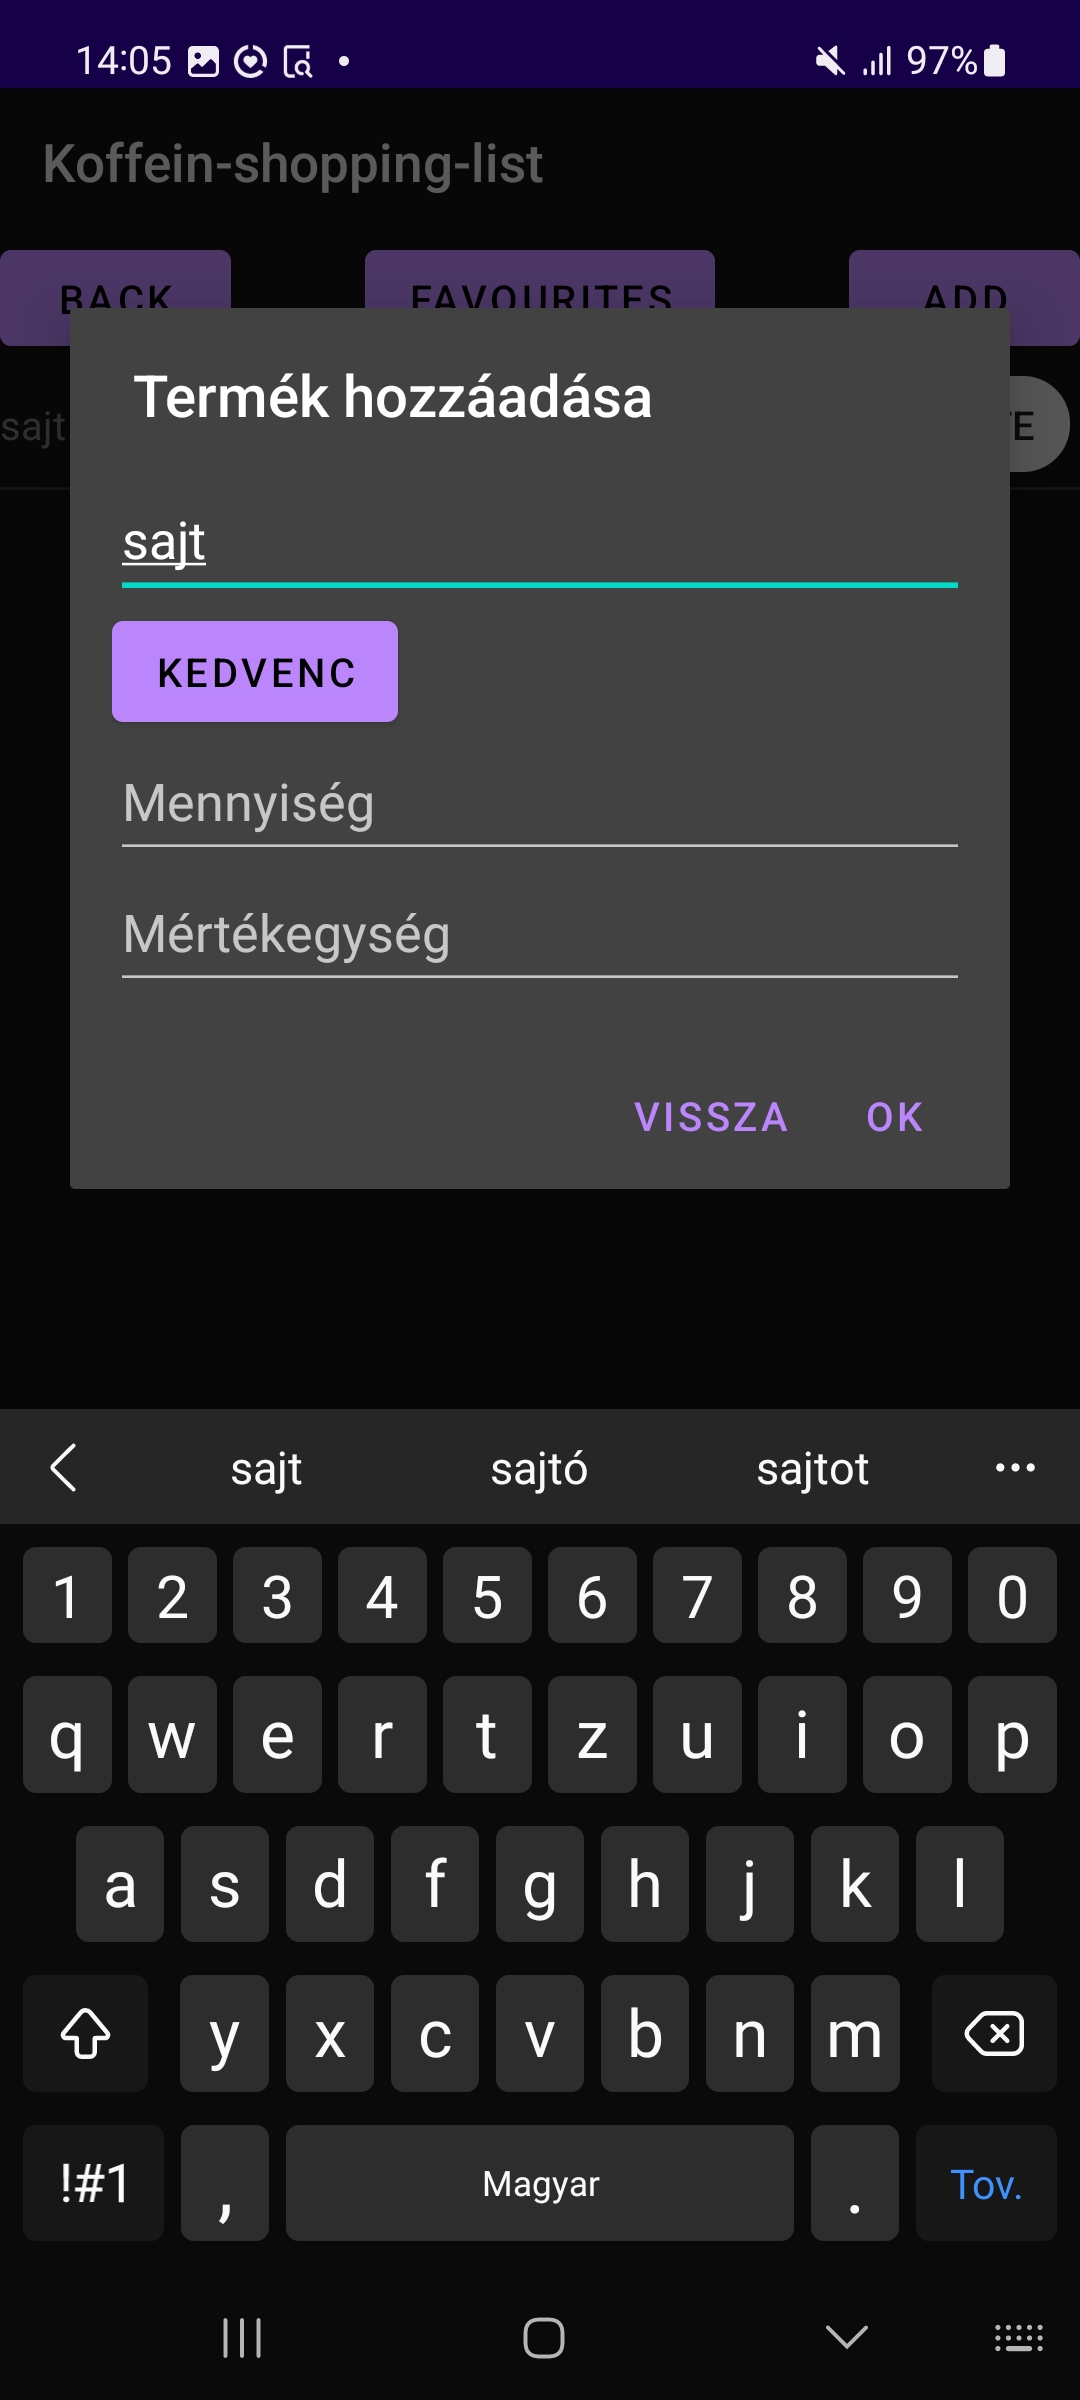 14:05 97%
Koffein-shopping-list
BACK FAVOURITES ADD
Termék hozzáadása
sajt
sajt
KEDVENC
Mennyiség
Mértékegység
VISSZA OK
sajt sajtó sajtot
1 2 3 4 5 6 7 8 9 0
q w e r t z u i o p
a s d f g h j k l
y x c v b n m
!#1 , Magyar . Tov.